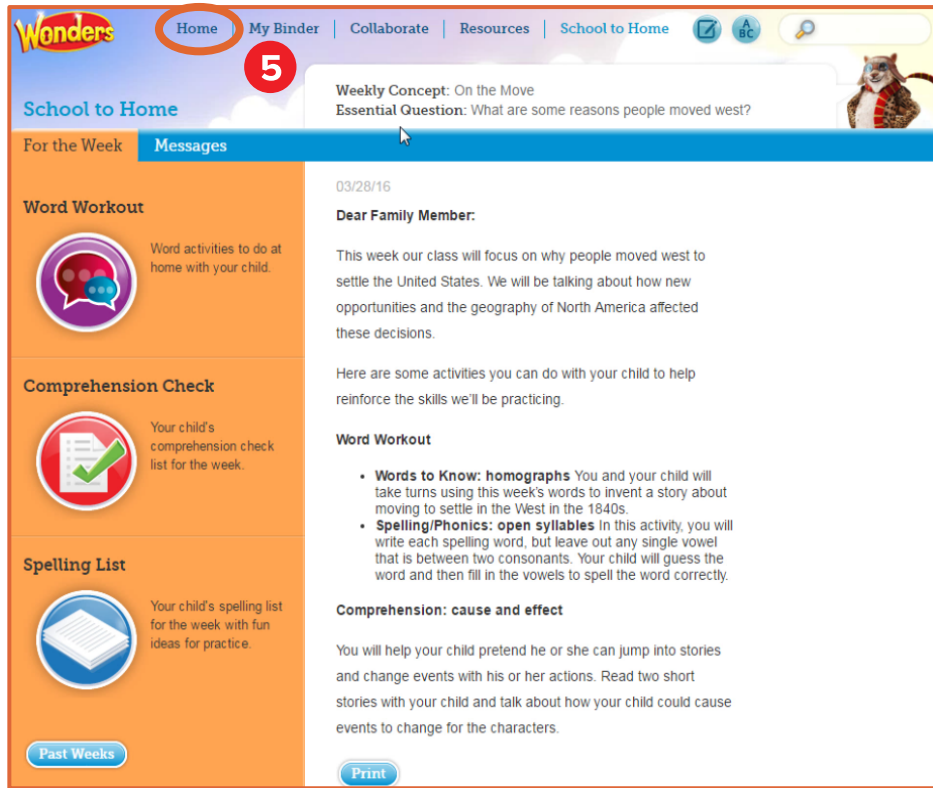 Wonders
Home | My Binder | Collaborate | Resources | School to Home
A
BC
5
School to Home
Weekly Concept: On the Move
Essential Question: What are some reasons people moved west?
For the Week
Messages
Word Workout
Word activities to do at
home with your child.
Comprehension Check
Your child's
comprehension check
list for the week.
Spelling List
Your child's spelling list
for the week with fun
ideas for practice.
Past Weeks
03/28/16
Dear Family Member:
This week our class will focus on why people moved west to
settle the United States. We will be talking about how new
opportunities and the geography of North America affected
these decisions.
Here are some activities you can do with your child to help
reinforce the skills we'll be practicing.
Word Workout
• Words to Know: homographs You and your child will
take turns using this week's words to invent a story about
moving to settle in the West in the 1840s.
• Spelling/Phonics: open syllables In this activity, you will
write each spelling word, but leave out any single vowel
that is between two consonants. Your child will guess the
word and then fill in the vowels to spell the word correctly.
Comprehension: cause and effect
You will help your child pretend he or she can jump into stories
and change events with his or her actions. Read two short
stories with your child and talk about how your child could cause
events to change for the characters.
Print